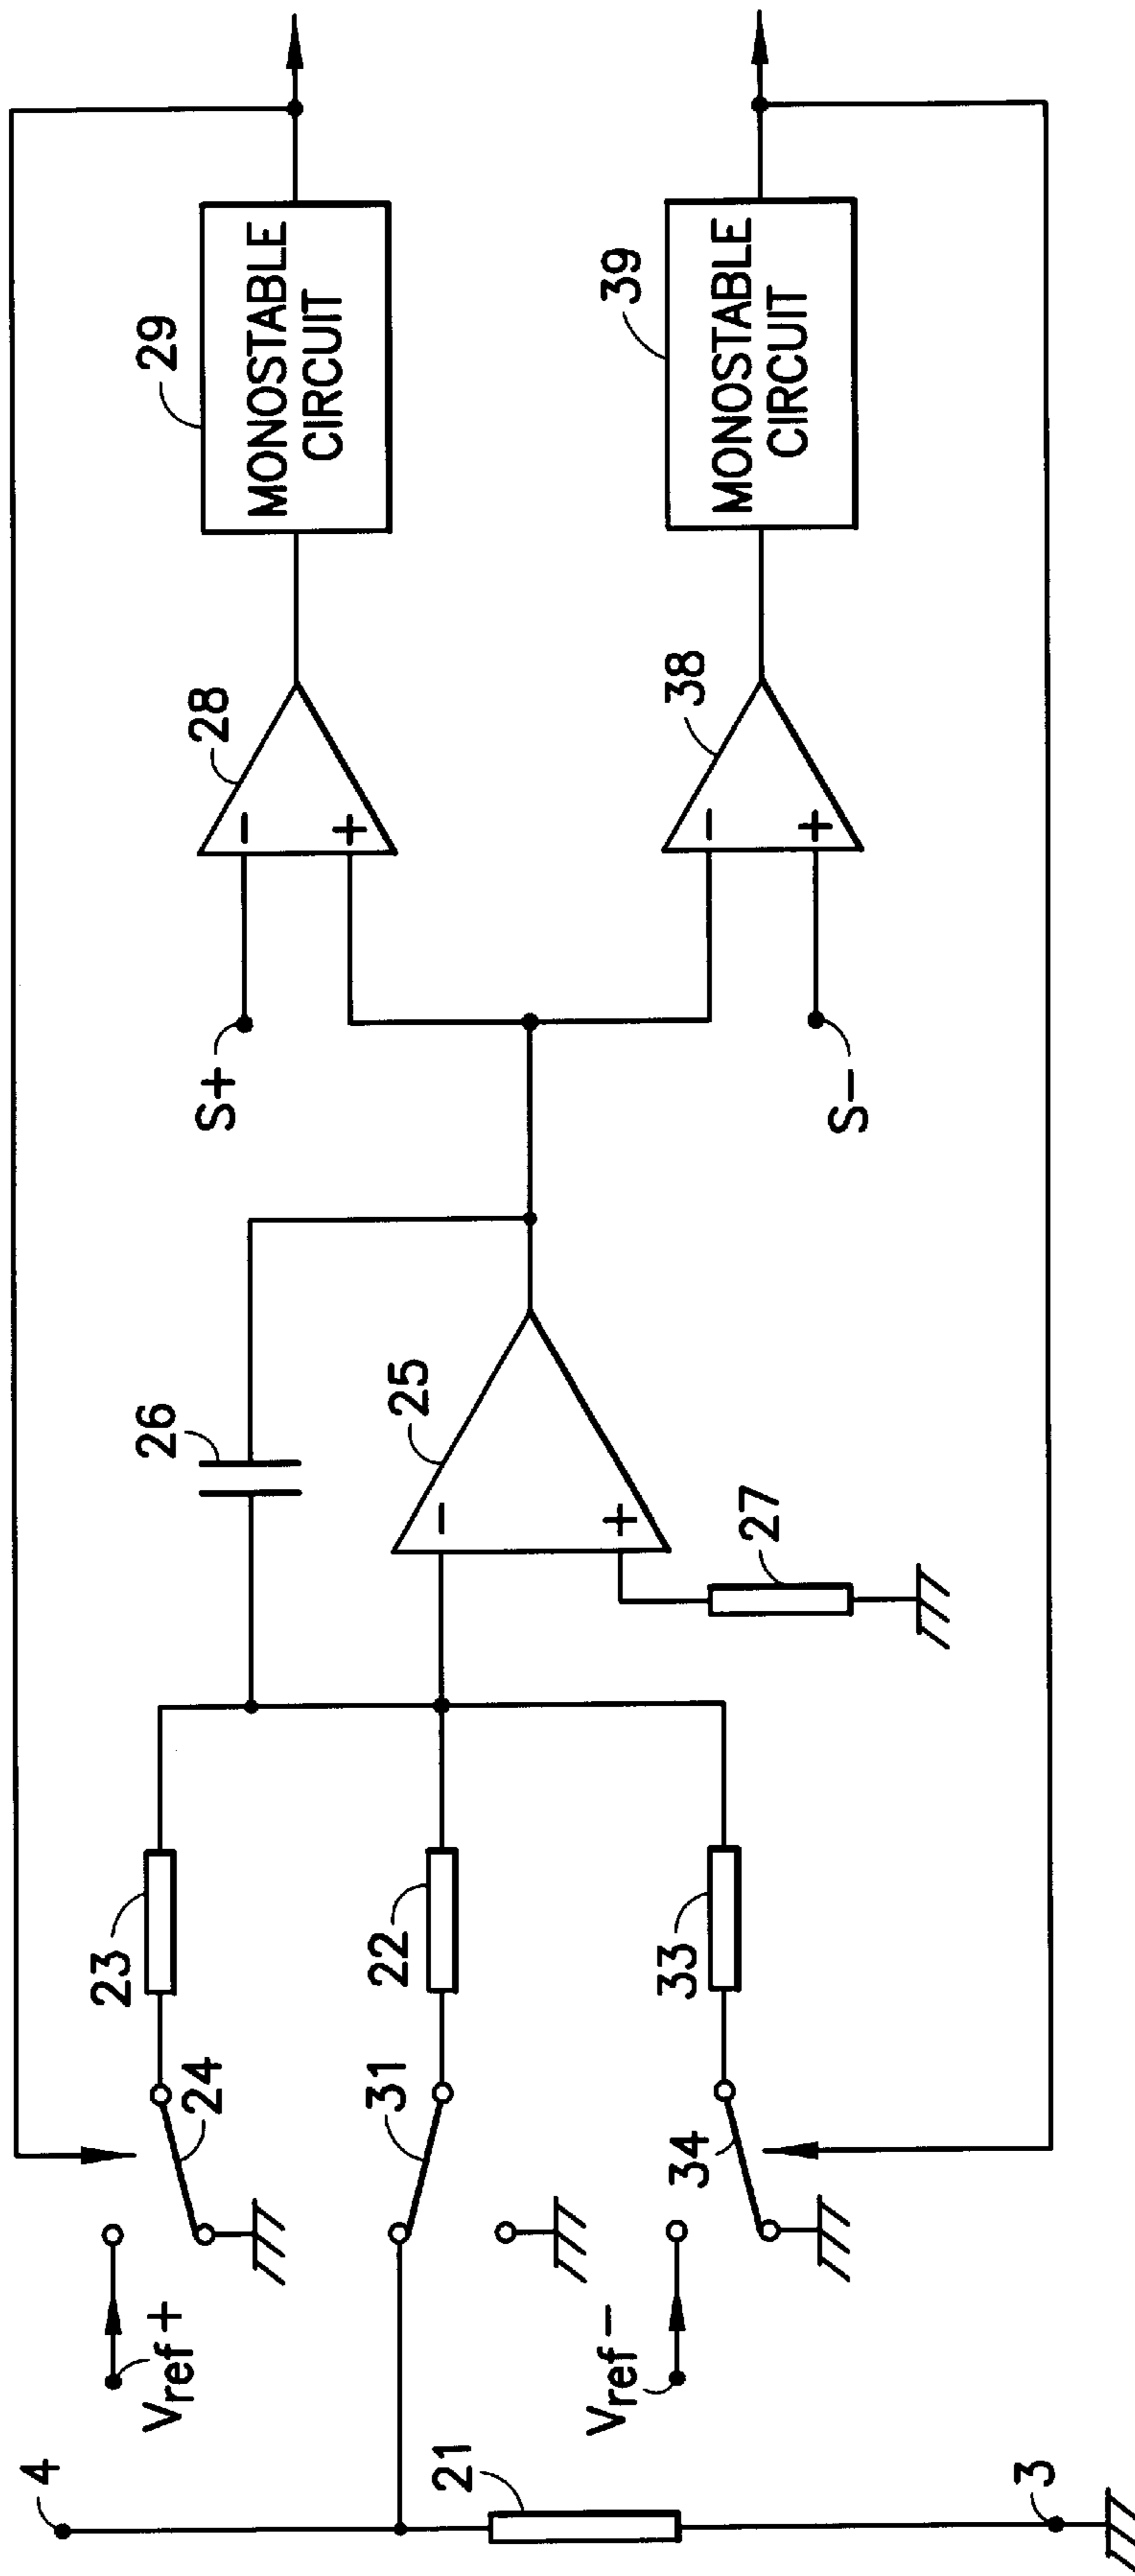 4
21
3
Vref+
Vref−
24
31
34
23
22
33
26
25
27
S+
S−
28
−
+
38
−
+
−
+
29
MONOSTABLE
CIRCUIT
39
MONOSTABLE
CIRCUIT